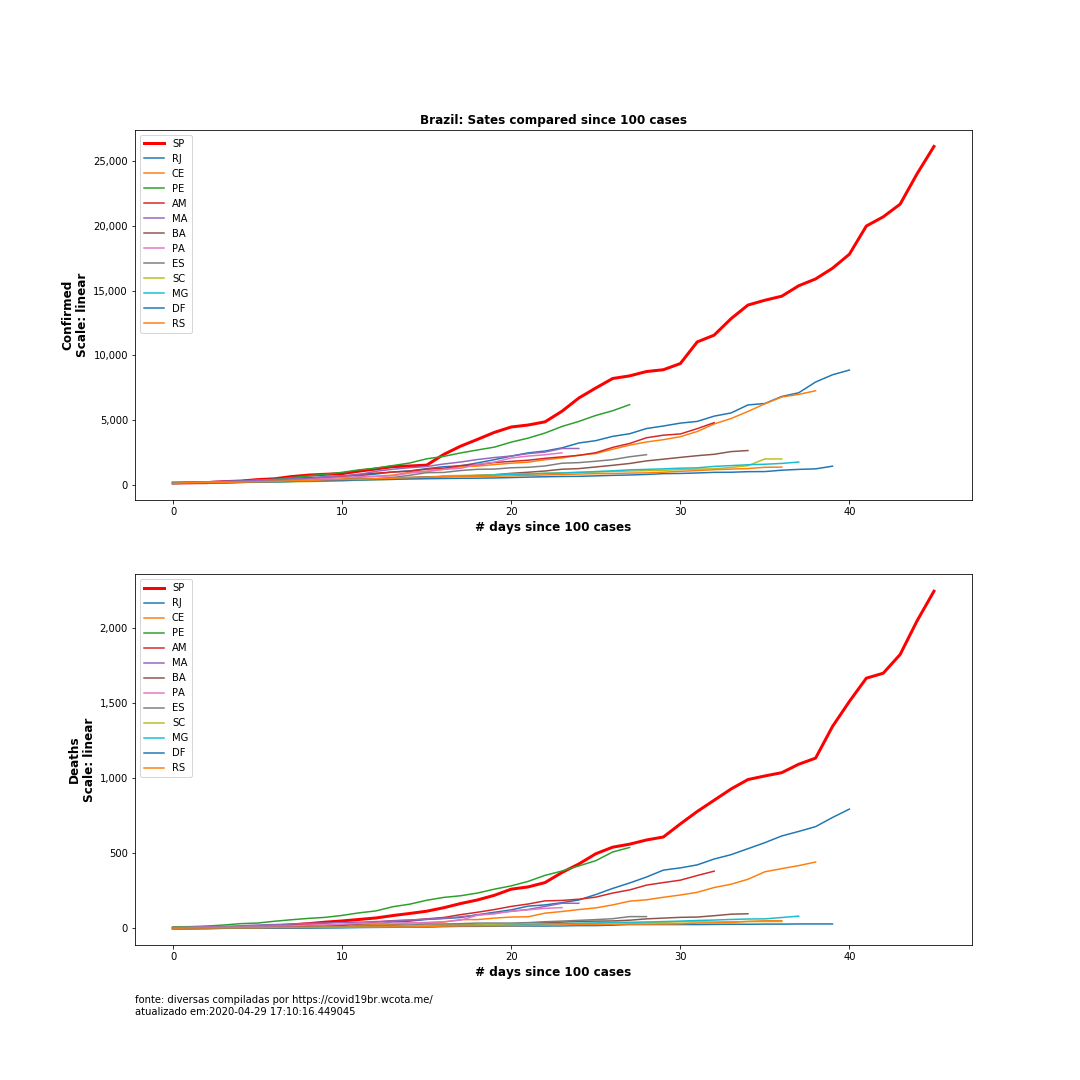 Brazil: Sates compared since 100 cases
Confirmed
Scale: linear
25,000
20,000
15,000
10,000
5,000
0
SP
RJ
CE
PE
AM
MA
BA
PA
ES
SC
MG
DF
RS
0 10 20 30 40
# days since 100 cases
Deaths
Scale: linear
2,000
1,500
1,000
500
0
SP
RJ
CE
PE
AM
MA
BA
PA
ES
SC
MG
DF
RS
0 10 20 30 40
# days since 100 cases
fonte: diversas compiladas por https://covid19br.wcota.me/
atualizado em:2020-04-29 17:10:16.449045